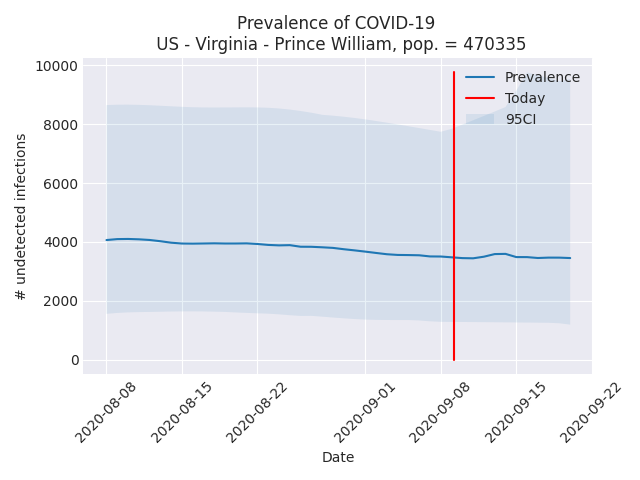 Prevalence of COVID-19
US - Virginia - Prince William, pop. = 470335
10000
8000
6000
4000
2000
0
# undetected infections
Prevalence
Today
95CI
2020-08-08
2020-08-15
2020-08-22
2020-09-01
2020-09-08
2020-09-15
2020-09-22
Date